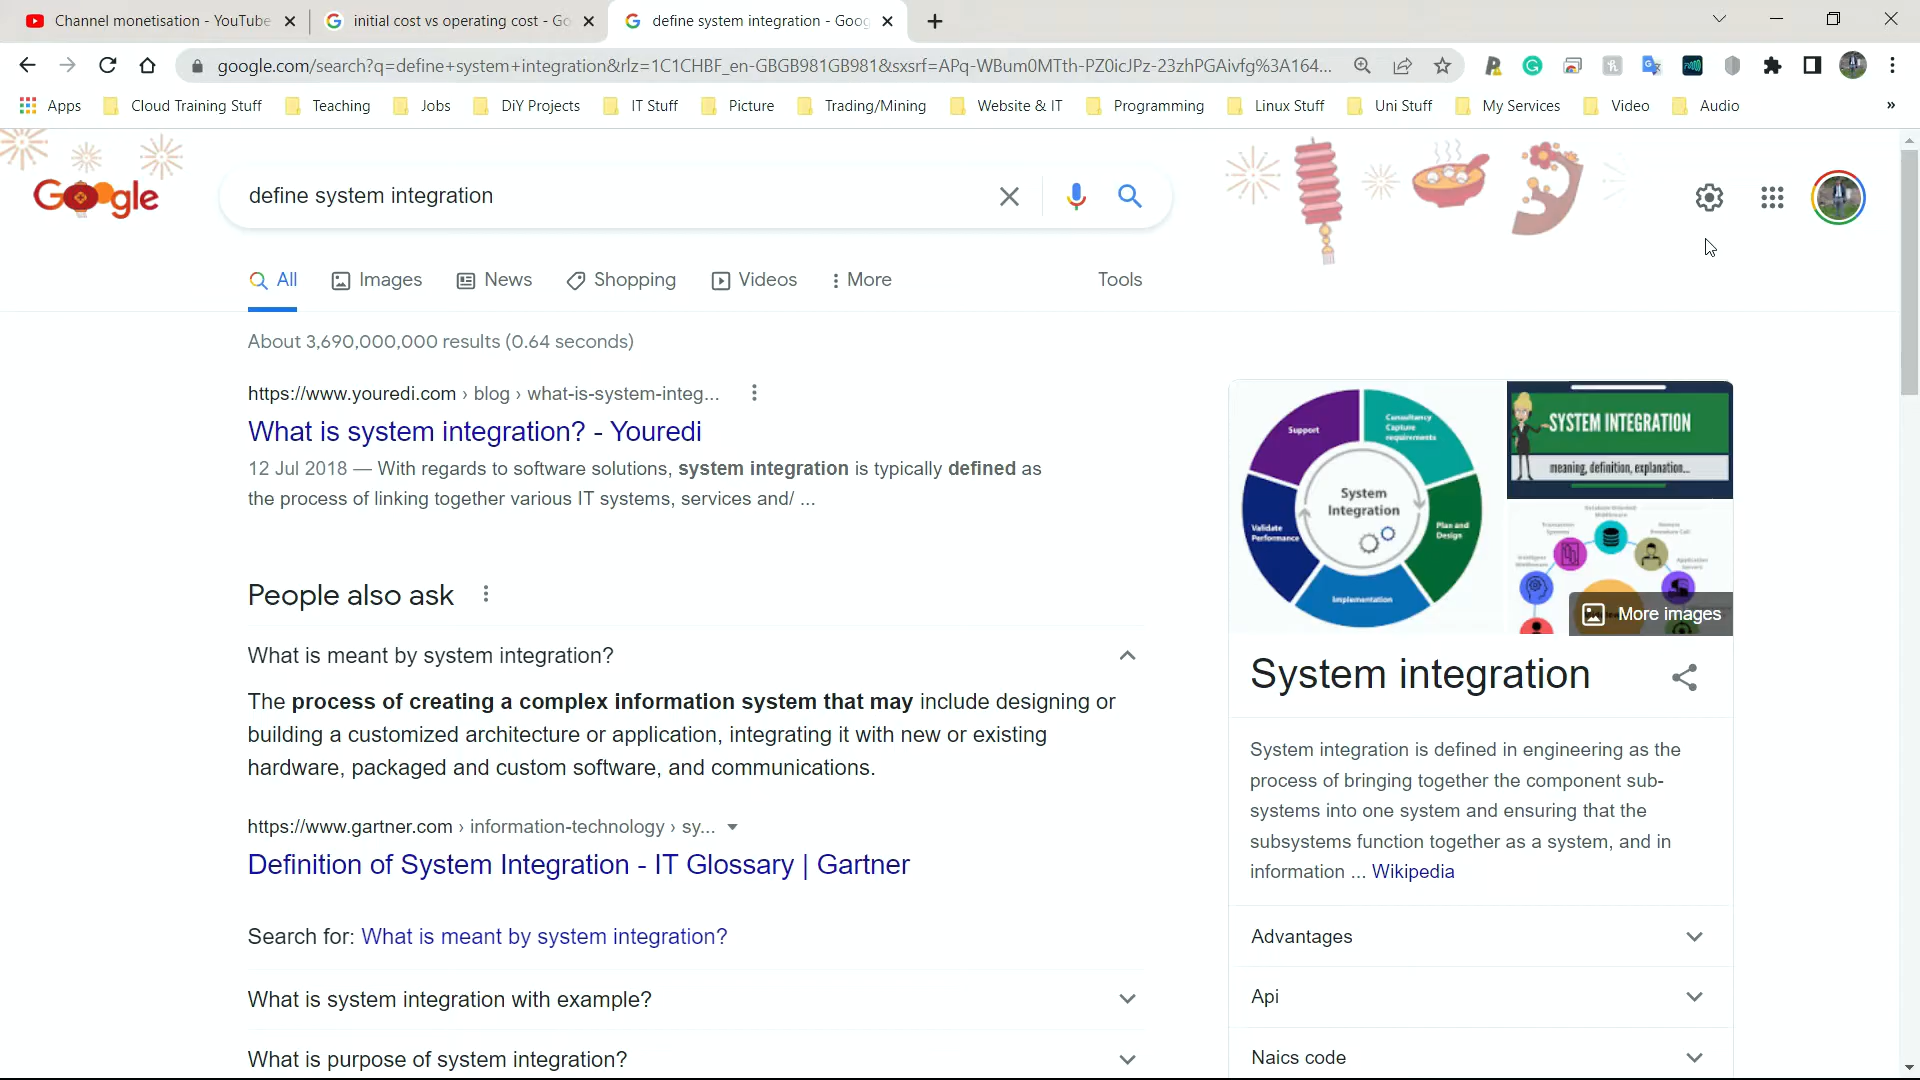 Channel monetisation - YouTube
initial cost vs operating cost - Go
define system integration - Goog
google.com/search?q=define+system+integration&rlz=1C1CHBF_en-GBGB981GB981&sxsrf=APq-WBum0MTth-PZ0icJPz-23zhPGAivfg%3A164...
Apps
Cloud Training Stuff
Teaching
Jobs
DiY Projects
IT Stuff
Picture
Trading/Mining
Website & IT
Programming
Linux Stuff
Uni Stuff
My Services
Video
Audio
»
Google
define system integration
All
Images
News
Shopping
Videos
More
Tools
About 3,690,000,000 results (0.64 seconds)
https://www.youredi.com › blog › what-is-system-integ...
What is system integration? - Youredi
12 Jul 2018 — With regards to software solutions, system integration is typically defined as
the process of linking together various IT systems, services and/ ...
People also ask
What is meant by system integration?
The process of creating a complex information system that may include designing or
building a customized architecture or application, integrating it with new or existing
hardware, packaged and custom software, and communications.
https://www.gartner.com › information-technology › sy...
Definition of System Integration - IT Glossary | Gartner
Search for: What is meant by system integration?
What is system integration with example?
What is purpose of system integration?
Support
Consultancy
Capture
requirements
System
Integration
Validate
Performance
Plan and
Design
Implementation
SYSTEM INTEGRATION
meaning, definition, explanation...
More images
System integration
System integration is defined in engineering as the
process of bringing together the component sub-
systems into one system and ensuring that the
subsystems function together as a system, and in
information ... Wikipedia
Advantages
Api
Naics code